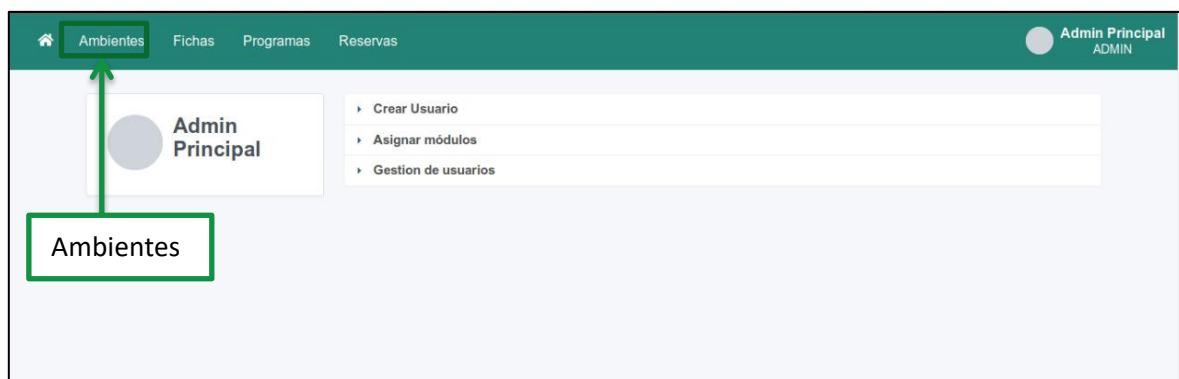 Ambientes Fichas Programas Reservas
Admin Principal
ADMIN
Admin
Principal
Crear Usuario
Asignar módulos
Gestion de usuarios
Ambientes